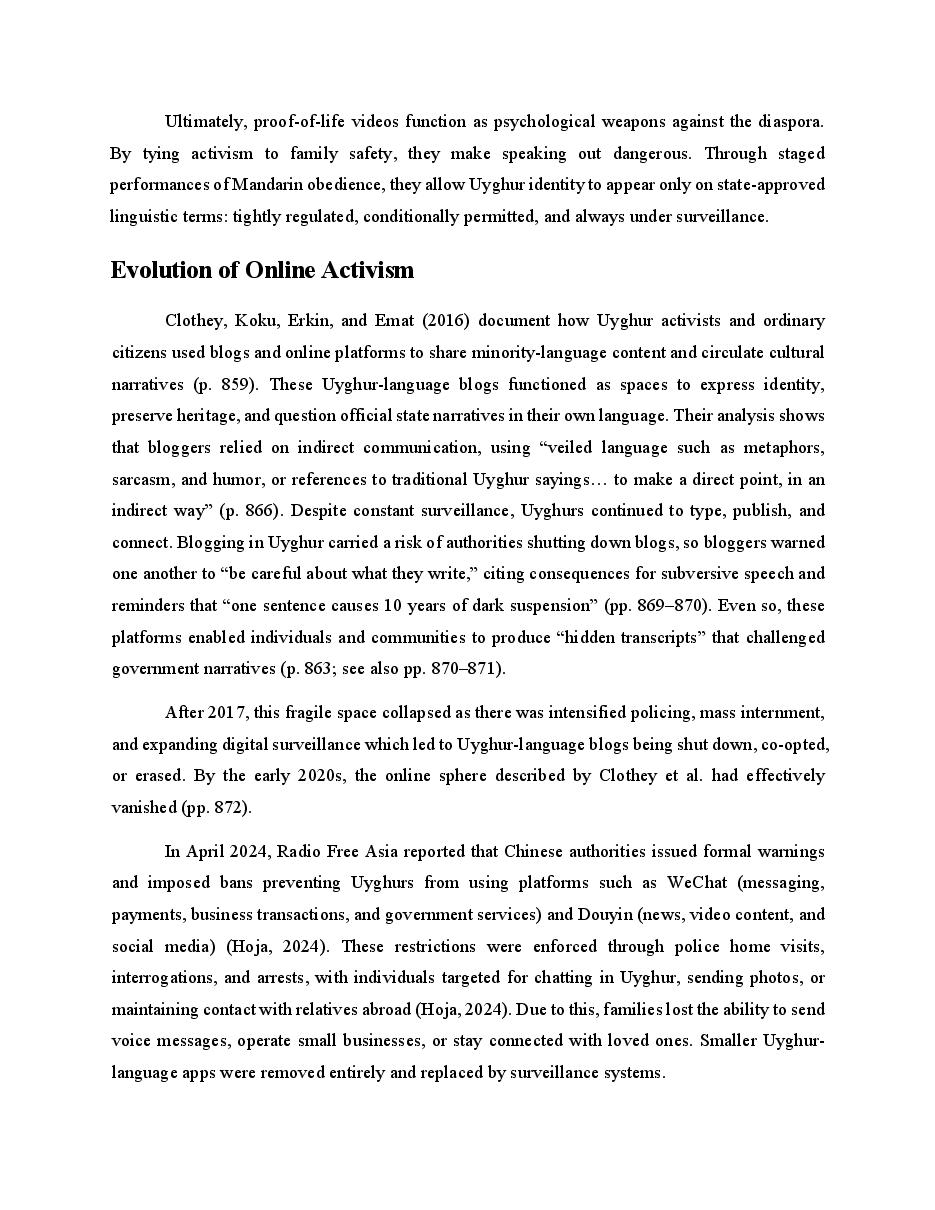 Ultimately, proof-of-life videos function as psychological weapons against the diaspora.
By tying activism to family safety, they make speaking out dangerous. Through staged
performances of Mandarin obedience, they allow Uyghur identity to appear only on state-approved
linguistic terms: tightly regulated, conditionally permitted, and always under surveillance.
Evolution of Online Activism
Clothey, Koku, Erkin, and Emat (2016) document how Uyghur activists and ordinary
citizens used blogs and online platforms to share minority-language content and circulate cultural
narratives (p. 859). These Uyghur-language blogs functioned as spaces to express identity,
preserve heritage, and question official state narratives in their own language. Their analysis shows
that bloggers relied on indirect communication, using “veiled language such as metaphors,
sarcasm, and humor, or references to traditional Uyghur sayings… to make a direct point, in an
indirect way” (p. 866). Despite constant surveillance, Uyghurs continued to type, publish, and
connect. Blogging in Uyghur carried a risk of authorities shutting down blogs, so bloggers warned
one another to “be careful about what they write,” citing consequences for subversive speech and
reminders that “one sentence causes 10 years of dark suspension” (pp. 869–870). Even so, these
platforms enabled individuals and communities to produce “hidden transcripts” that challenged
government narratives (p. 863; see also pp. 870–871).
After 2017, this fragile space collapsed as there was intensified policing, mass internment,
and expanding digital surveillance which led to Uyghur-language blogs being shut down, co-opted,
or erased. By the early 2020s, the online sphere described by Clothey et al. had effectively
vanished (pp. 872).
In April 2024, Radio Free Asia reported that Chinese authorities issued formal warnings
and imposed bans preventing Uyghurs from using platforms such as WeChat (messaging,
payments, business transactions, and government services) and Douyin (news, video content, and
social media) (Hoja, 2024). These restrictions were enforced through police home visits,
interrogations, and arrests, with individuals targeted for chatting in Uyghur, sending photos, or
maintaining contact with relatives abroad (Hoja, 2024). Due to this, families lost the ability to send
voice messages, operate small businesses, or stay connected with loved ones. Smaller Uyghur-
language apps were removed entirely and replaced by surveillance systems.